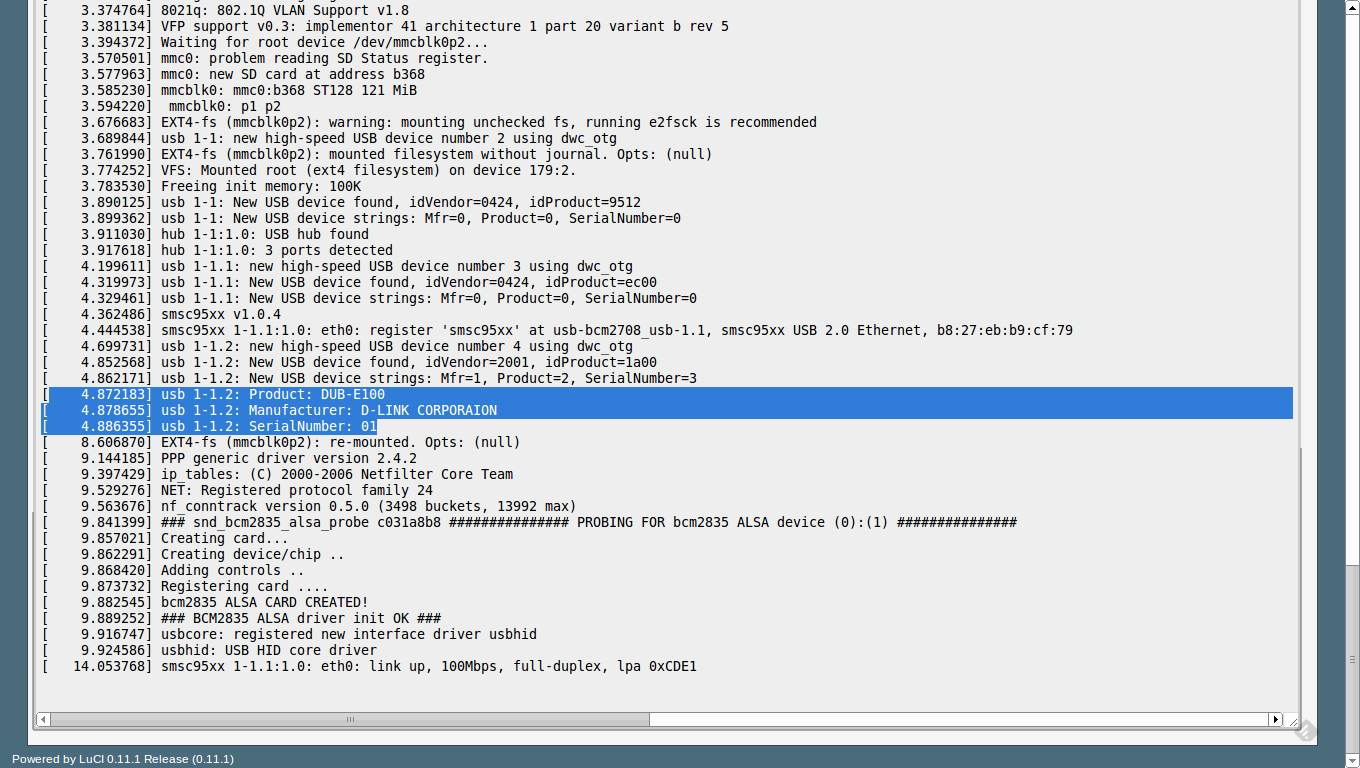 [    3.374764] 8021q: 802.1Q VLAN Support v1.8
[    3.381134] VFP support v0.3: implementor 41 architecture 1 part 20 variant b rev 5
[    3.394372] Waiting for root device /dev/mmcblk0p2...
[    3.570501] mmc0: problem reading SD Status register.
[    3.577963] mmc0: new SD card at address b368
[    3.585230] mmcblk0: mmc0:b368 ST128 121 MiB
[    3.594220]  mmcblk0: p1 p2
[    3.676683] EXT4-fs (mmcblk0p2): warning: mounting unchecked fs, running e2fsck is recommended
[    3.689844] usb 1-1: new high-speed USB device number 2 using dwc_otg
[    3.761990] EXT4-fs (mmcblk0p2): mounted filesystem without journal. Opts: (null)
[    3.774252] VFS: Mounted root (ext4 filesystem) on device 179:2.
[    3.783530] Freeing init memory: 100K
[    3.890125] usb 1-1: New USB device found, idVendor=0424, idProduct=9512
[    3.899362] usb 1-1: New USB device strings: Mfr=0, Product=0, SerialNumber=0
[    3.911030] hub 1-1:1.0: USB hub found
[    3.917618] hub 1-1:1.0: 3 ports detected
[    4.199611] usb 1-1.1: new high-speed USB device number 3 using dwc_otg
[    4.319973] usb 1-1.1: New USB device found, idVendor=0424, idProduct=ec00
[    4.329461] usb 1-1.1: New USB device strings: Mfr=0, Product=0, SerialNumber=0
[    4.362486] smsc95xx v1.0.4
[    4.444538] smsc95xx 1-1.1:1.0: eth0: register 'smsc95xx' at usb-bcm2708_usb-1.1, smsc95xx USB 2.0 Ethernet, b8:27:eb:b9:cf:79
[    4.699731] usb 1-1.2: new high-speed USB device number 4 using dwc_otg
[    4.852568] usb 1-1.2: New USB device found, idVendor=2001, idProduct=1a00
[    4.862171] usb 1-1.2: New USB device strings: Mfr=1, Product=2, SerialNumber=3
[    4.872183] usb 1-1.2: Product: DUB-E100
[    4.878655] usb 1-1.2: Manufacturer: D-LINK CORPORAION
[    4.886355] usb 1-1.2: SerialNumber: 01
[    8.606870] EXT4-fs (mmcblk0p2): re-mounted. Opts: (null)
[    9.144185] PPP generic driver version 2.4.2
[    9.397429] ip_tables: (C) 2000-2006 Netfilter Core Team
[    9.529276] NET: Registered protocol family 24
[    9.563676] nf_conntrack version 0.5.0 (3498 buckets, 13992 max)
[    9.841399] ### snd_bcm2835_alsa_probe c031a8b8 ############### PROBING FOR bcm2835 ALSA device (0):(1) ###############
[    9.857021] Creating card...
[    9.862291] Creating device/chip ..
[    9.868420] Adding controls ..
[    9.873732] Registering card ....
[    9.882545] bcm2835 ALSA CARD CREATED!
[    9.889252] ### BCM2835 ALSA driver init OK ###
[    9.916747] usbcore: registered new interface driver usbhid
[    9.924586] usbhid: USB HID core driver
[   14.053768] smsc95xx 1-1.1:1.0: eth0: link up, 100Mbps, full-duplex, lpa 0xCDE1
Powered by LuCI 0.11.1 Release (0.11.1)